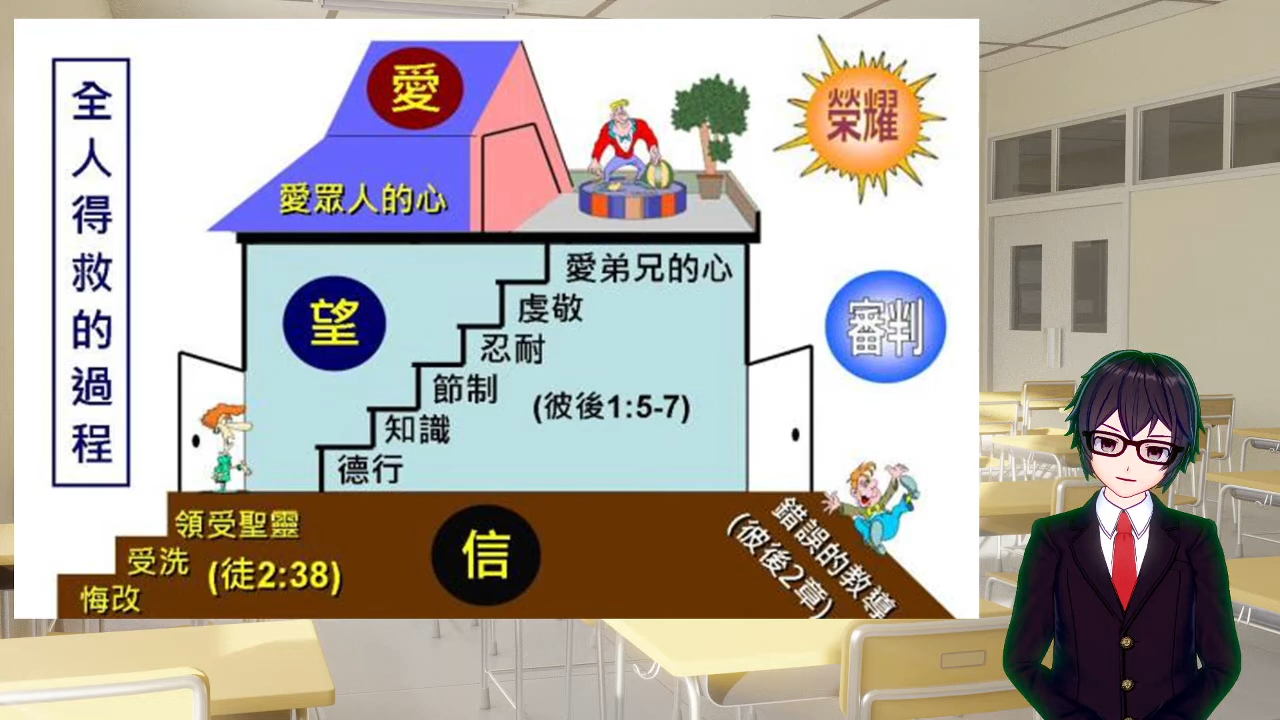 全人得救的過程
愛
愛眾人的心
榮耀
望
愛弟兄的心
虔敬
忍耐
節制
(彼後1:5-7)
知識
德行
審判
領受聖靈
受洗
(徒2:38)
悔改
信
錯誤的教導
(彼後2章)